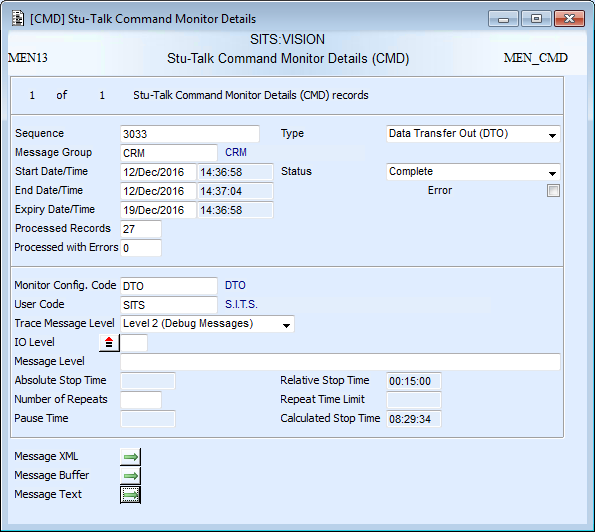 [CMD] Stu-Talk Command Monitor Details
SITS:VISION
MEN13 Stu-Talk Command Monitor Details (CMD) MEN_CMD
1 of 1 Stu-Talk Command Monitor Details (CMD) records
Sequence 3033 Type Data Transfer Out (DTO)
Message Group CRM CRM
Start Date/Time 12/Dec/2016 14:36:58 Status Complete
End Date/Time 12/Dec/2016 14:37:04 Error
Expiry Date/Time 19/Dec/2016 14:36:58
Processed Records 27
Processed with Errors 0
Monitor Config. Code DTO DTO
User Code SITS S.I.T.S.
Trace Message Level Level 2 (Debug Messages)
IO Level
Message Level
Absolute Stop Time Relative Stop Time 00:15:00
Number of Repeats Repeat Time Limit
Pause Time Calculated Stop Time 08:29:34
Message XML
Message Buffer
Message Text